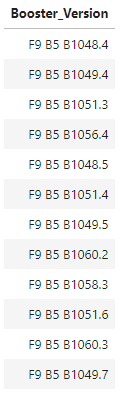 Booster_Version
F9 B5 B1048.4
F9 B5 B1049.4
F9 B5 B1051.3
F9 B5 B1056.4
F9 B5 B1048.5
F9 B5 B1051.4
F9 B5 B1049.5
F9 B5 B1060.2
F9 B5 B1058.3
F9 B5 B1051.6
F9 B5 B1060.3
F9 B5 B1049.7